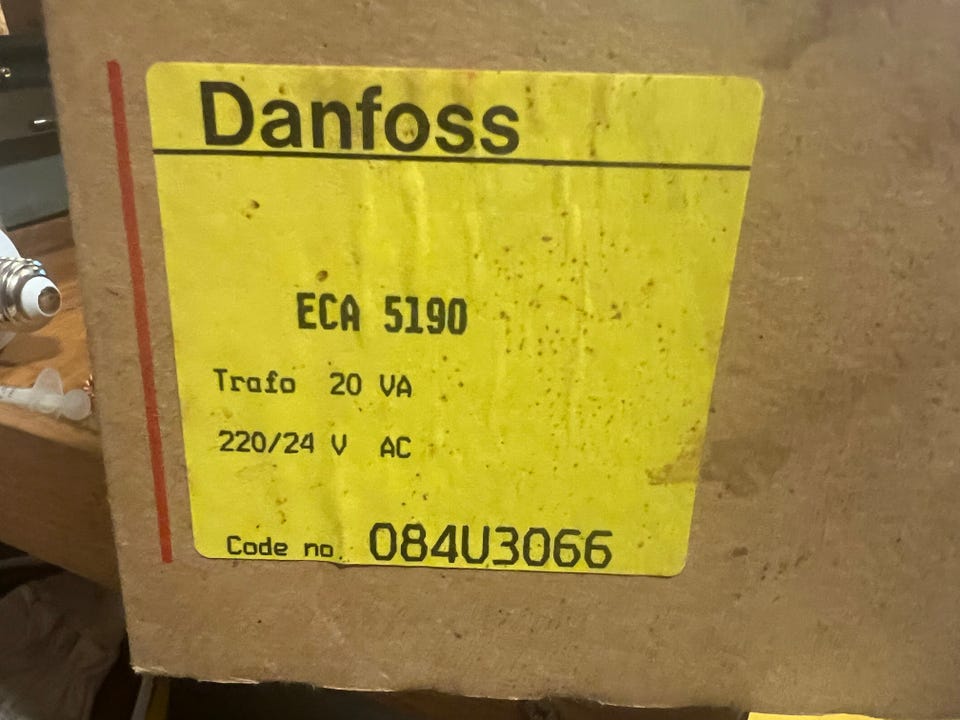 Danfoss
ECA 5190
Trafo 20 VA
220/24 V AC
Code no. 084U3066